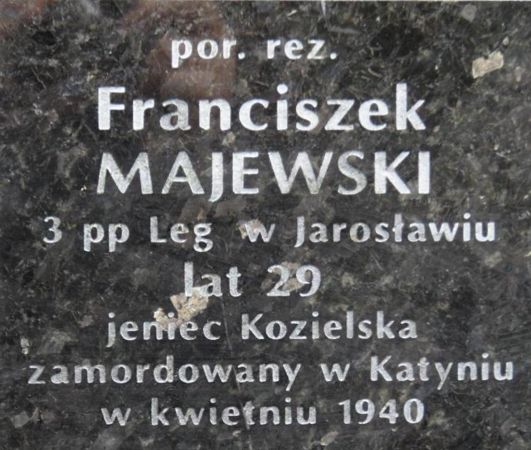 por. rez.
Franciszek
MAJEWSKI
3 pp Leg w Jarosławiu
lat 29
jeniec Kozielska
zamordowany w Katyniu
w kwietniu 1940